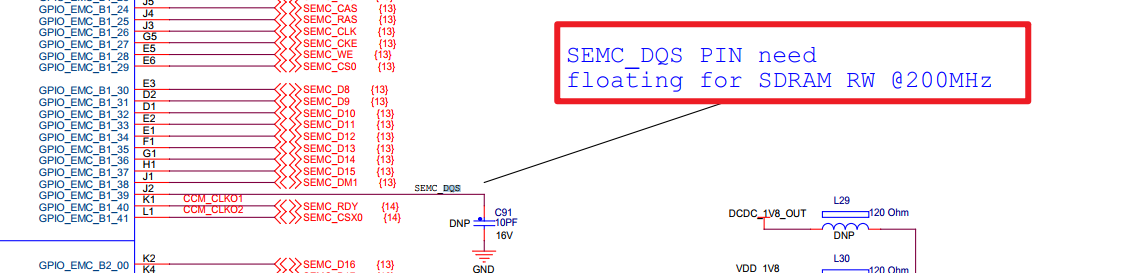 J5
GPIO_EMC_B1_24 J4 SEMC_CAS {13}
GPIO_EMC_B1_25 J3 SEMC_RAS {13}
GPIO_EMC_B1_26 G5 SEMC_CLK {13}
GPIO_EMC_B1_27 E5 SEMC_CKE {13}
GPIO_EMC_B1_28 E6 SEMC_WE {13}
GPIO_EMC_B1_29 SEMC_CS0 {13}
SEMC_DQS PIN need
floating for SDRAM RW @200MHz
E3
GPIO_EMC_B1_30 D2 SEMC_D8 {13}
GPIO_EMC_B1_31 D1 SEMC_D9 {13}
GPIO_EMC_B1_32 E2 SEMC_D10 {13}
GPIO_EMC_B1_33 E1 SEMC_D11 {13}
GPIO_EMC_B1_34 F1 SEMC_D12 {13}
GPIO_EMC_B1_35 G1 SEMC_D13 {13}
GPIO_EMC_B1_36 H1 SEMC_D14 {13}
GPIO_EMC_B1_37 J1 SEMC_D15 {13}
GPIO_EMC_B1_38 J2 SEMC_DM1 {13}
GPIO_EMC_B1_39 SEMC_DQS
K1 CCM_CLKO1
GPIO_EMC_B1_40 SEMC_RDY {14}
L1 CCM_CLKO2
GPIO_EMC_B1_41 SEMC_CSX0 {14}
C91
DNP 10PF
16V
GND
L29
DCDC_1V8_OUT 120 Ohm
DNP
L30
VDD_1V8 120 Ohm
K2
GPIO_EMC_B2_00 SEMC_D16 {13}
K4